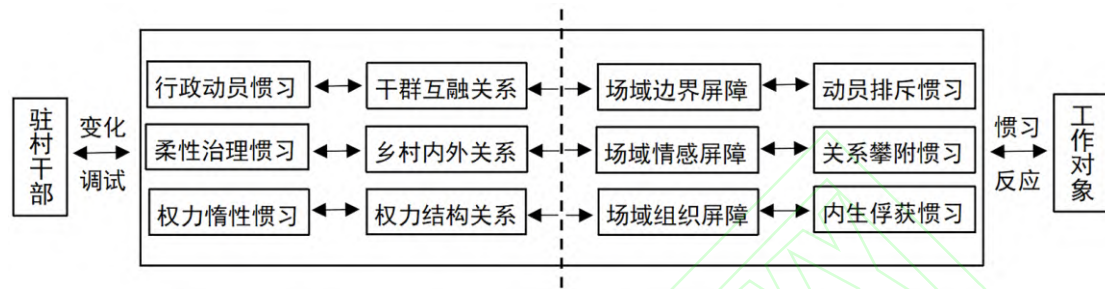 行政动员惯习 干群互融关系 场域边界屏障 动员排斥惯习
驻村干部 变化 柔性治理惯习 乡村内外关系 场域情感屏障 关系攀附惯习 惯习 工作对象
调试 反应
权力惰性惯习 权力结构关系 场域组织屏障 内生俘获惯习